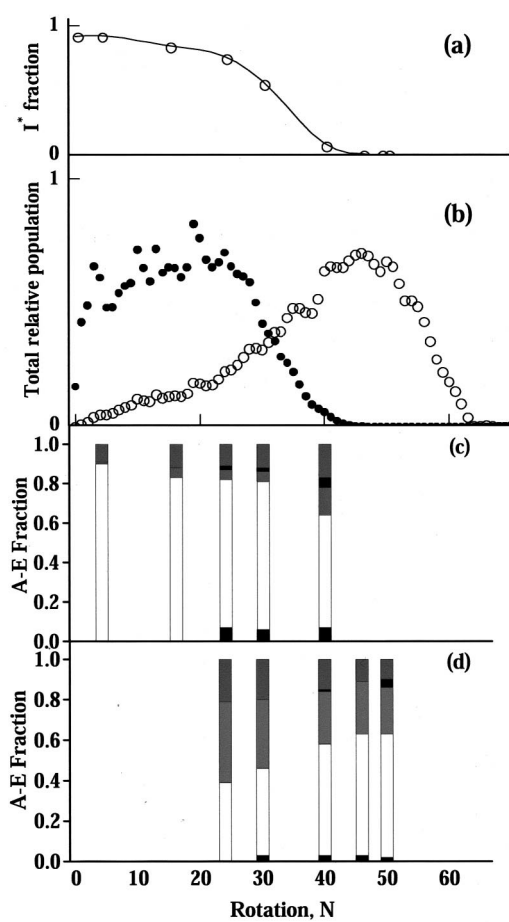 1
(a)
I* fraction
0
1
(b)
Total relative population
0
1.0
(c)
0.8
0.6
A-E Fraction
0.4
0.2
0.0
1.0
(d)
0.8
0.6
A-E Fraction
0.4
0.2
0.0
0 10 20 30 40 50 60
Rotation, N